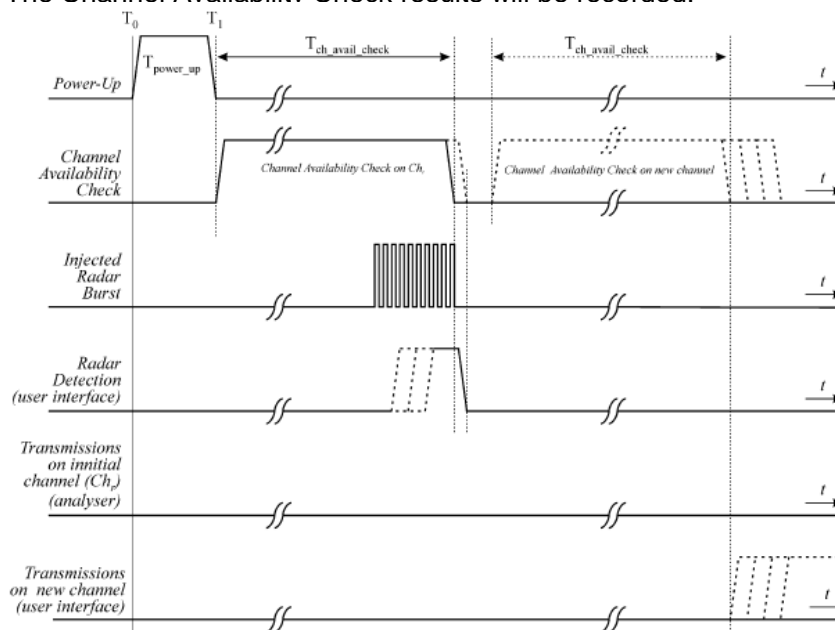 The Channel Availability Check results will be recorded.
T0 T1
Tch_avail_check Tch_avail_check
Tpower_up
t
Power-Up
Channel
Availability
Check
Channel Availability Check on Chr
Channel Availability Check on new channel
t
Injected
Radar
Burst
t
Radar
Detection
(user interface)
t
Transmissions
on innitial
channel (Chr)
(analyser)
t
Transmissions
on new channel
(user interface)
t